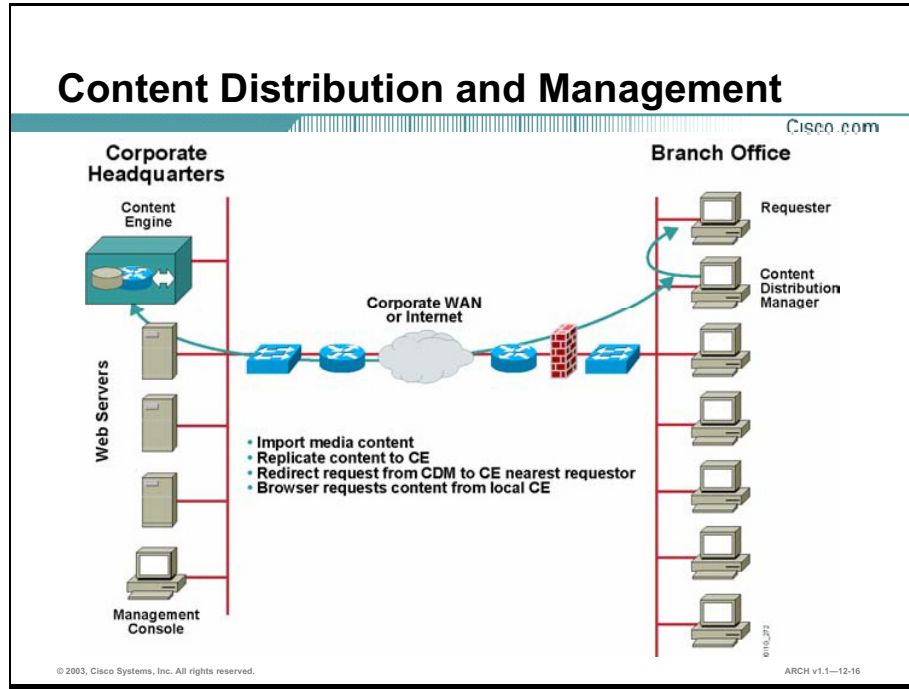 Content Distribution and Management
Cisco.com
Corporate
Headquarters
Branch Office
Content
Engine
Requester
Content
Distribution
Manager
Corporate WAN
or Internet
Web Servers
• Import media content
• Replicate content to CE
• Redirect request from CDM to CE nearest requestor
• Browser requests content from local CE
Management
Console
© 2003, Cisco Systems, Inc. All rights reserved.
ARCH v1.1—12-16